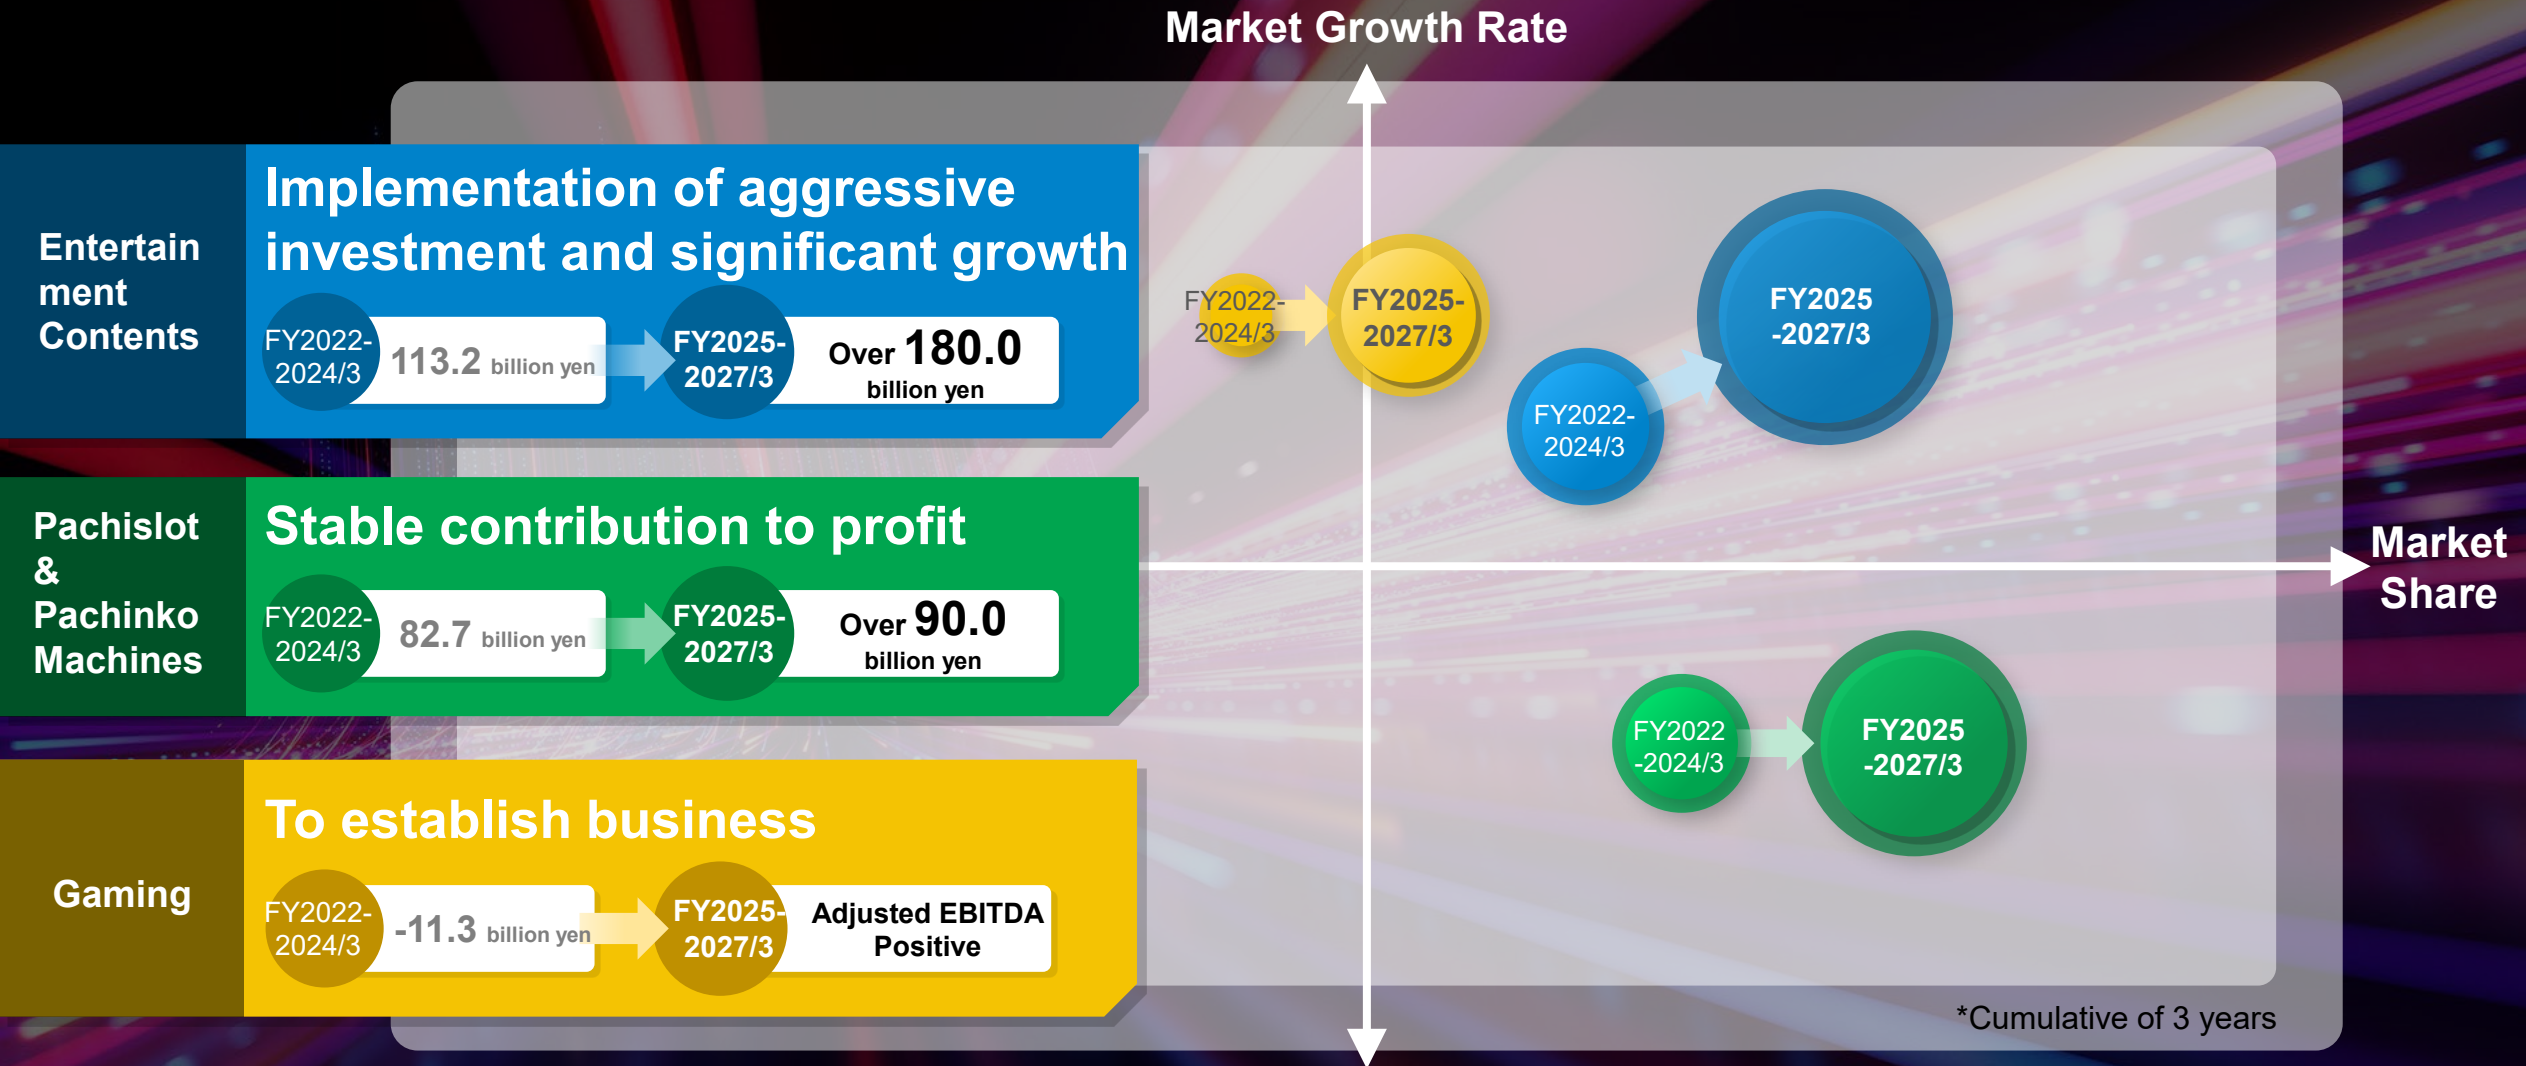 Market Growth Rate
Entertain
ment
Contents
Implementation of aggressive
investment and significant growth
FY2022-
2024/3
113.2 billion yen
FY2025-
2027/3
Over 180.0
billion yen
Pachislot
&
Pachinko
Machines
Stable contribution to profit
FY2022-
2024/3
82.7 billion yen
FY2025-
2027/3
Over 90.0
billion yen
Gaming
To establish business
FY2022-
2024/3
-11.3 billion yen
FY2025-
2027/3
Adjusted EBITDA
Positive
FY2022-
2024/3
FY2025-
2027/3
FY2022-
2024/3
FY2025
-2027/3
Market
Share
FY2022
-2024/3
FY2025
-2027/3
*Cumulative of 3 years